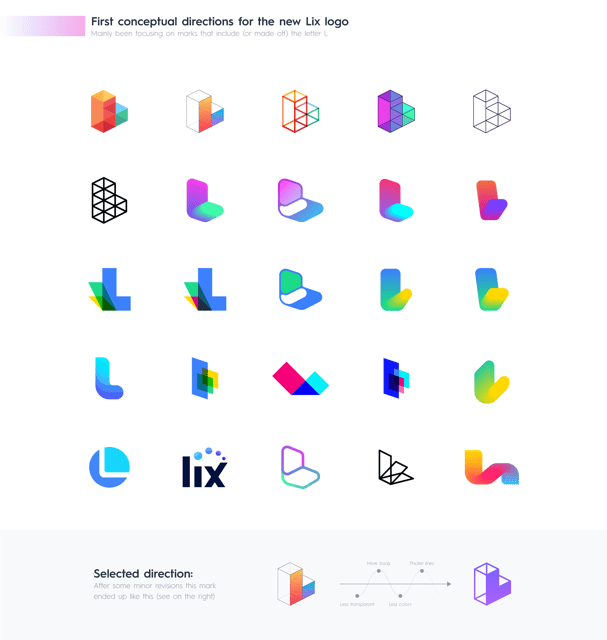 First conceptual directions for the new Lix logo
Mainly been focusing on marks that include (or made off) the letter L
lix
Selected direction:
After some minor revisions this mark
ended up like this (see on the right)
Thicker lines
Less transparent
Less colors